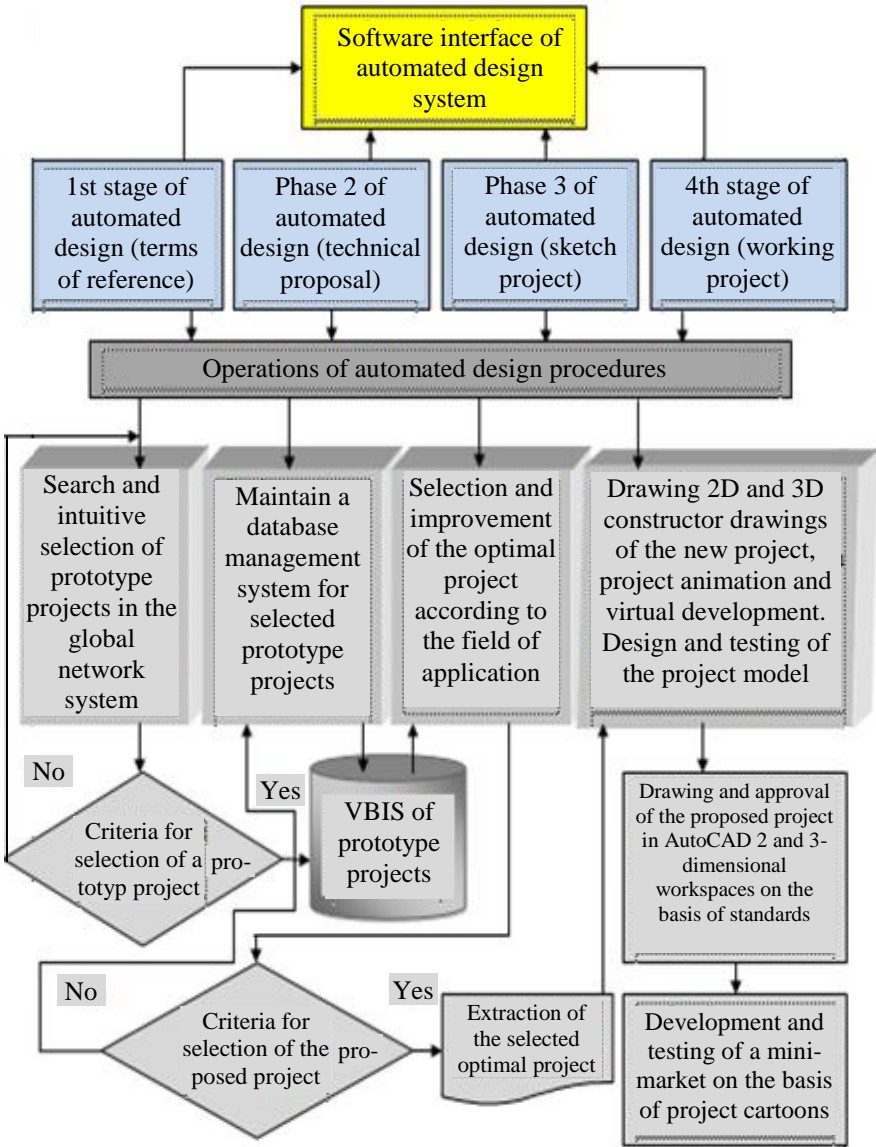 Software interface of
automated design
system
1st stage of
automated
design (terms
of reference)
Phase 2 of
automated
design (technical
proposal)
Phase 3 of
automated
design (sketch
project)
4th stage of
automated
design (working
project)
Operations of automated design procedures
Search and
intuitive
selection of
prototype
projects in the
global
network
system
Maintain a
database
management
system for
selected
prototype
projects
Selection and
improvement
of the optimal
project
according to
the field of
application
Drawing 2D and 3D
constructor drawings
of the new project,
project animation and
virtual development.
Design and testing of
the project model
No
Criteria for
selection of a pro-
totyp project
Yes
VBIS of
prototype
projects
Drawing and approval
of the proposed project
in AutoCAD 2 and 3-
dimensional
workspaces on the
basis of standards
No
Criteria for
selection of the pro-
posed project
Yes
Extraction of
the selected
optimal project
Development and
testing of a mini-
market on the basis
of project cartoons